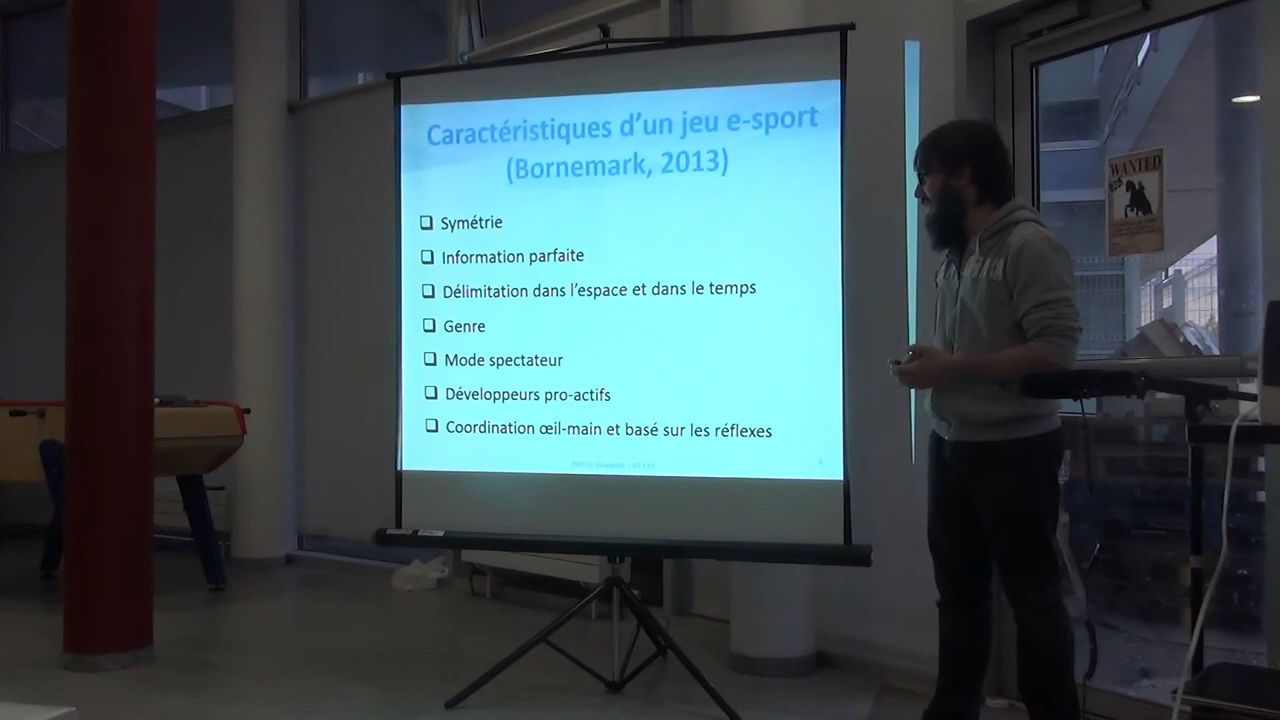 Caractéristiques d'un jeu e-sport
(Bornemark, 2013)
Symétrie
Information parfaite
Délimitation dans l'espace et dans le temps
Genre
Mode spectateur
Développeurs pro-actifs
Coordination œil-main et basé sur les réflexes
WANTED